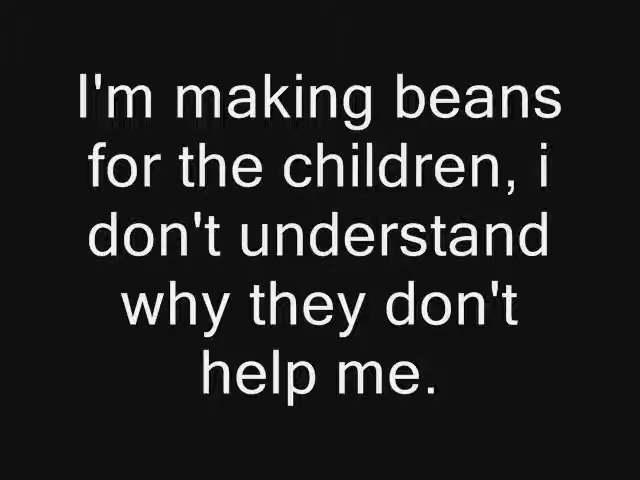 I'm making beans
for the children, i
don't understand
why they don't
help me.